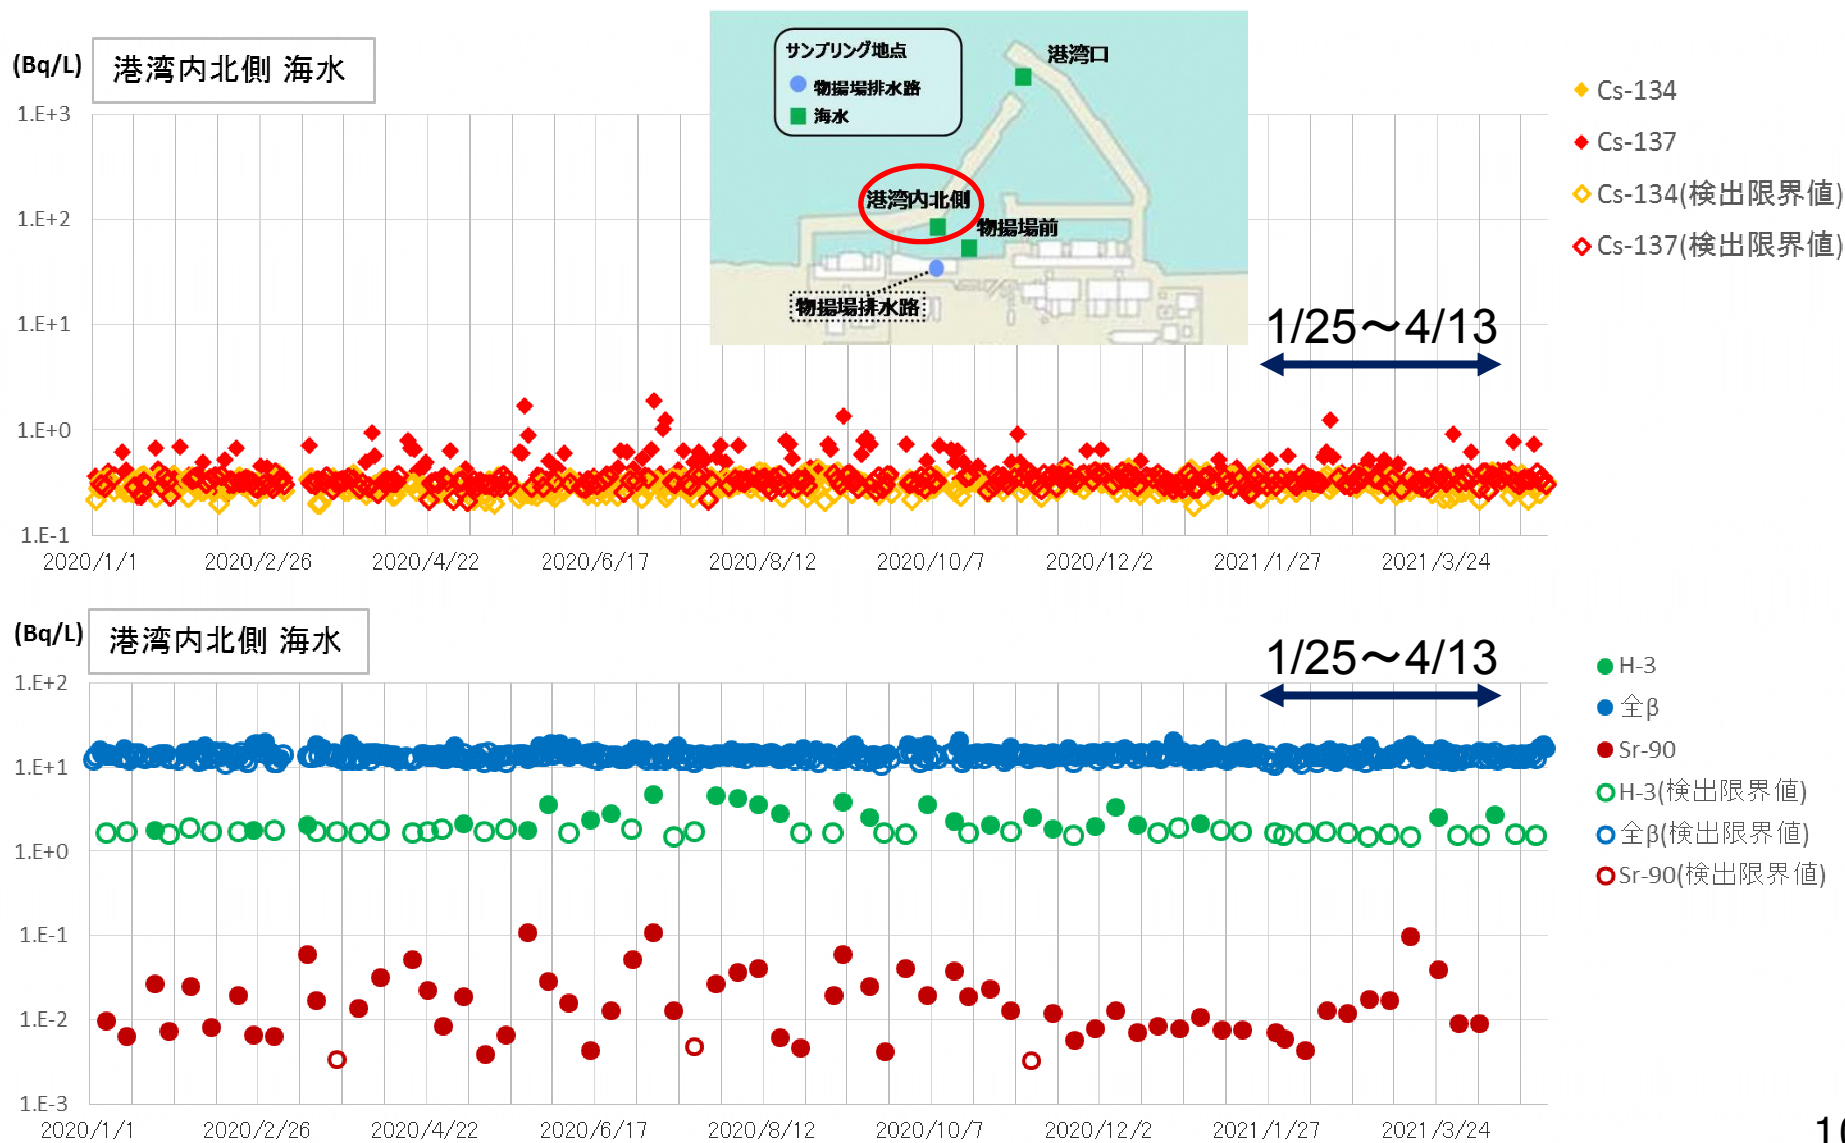 (Bq/L)
港湾内北側 海水
1.E+3
1.E+2
1.E+1
1.E+0
1.E-1
2020/1/1
2020/2/26
2020/4/22
2020/6/17
2020/8/12
2020/10/7
2020/12/2
2021/1/27
2021/3/24
サンプリング地点
物揚場排水路
海水
港湾口
港湾内北側
物揚場前
物揚場排水路
1/25～4/13
Cs-134
Cs-137
Cs-134(検出限界値)
Cs-137(検出限界値)
(Bq/L)
港湾内北側 海水
1/25～4/13
1.E+2
1.E+1
1.E+0
1.E-1
1.E-2
1.E-3
2020/1/1
2020/2/26
2020/4/22
2020/6/17
2020/8/12
2020/10/7
2020/12/2
2021/1/27
2021/3/24
H-3
全β
Sr-90
H-3(検出限界値)
全β(検出限界値)
Sr-90(検出限界値)